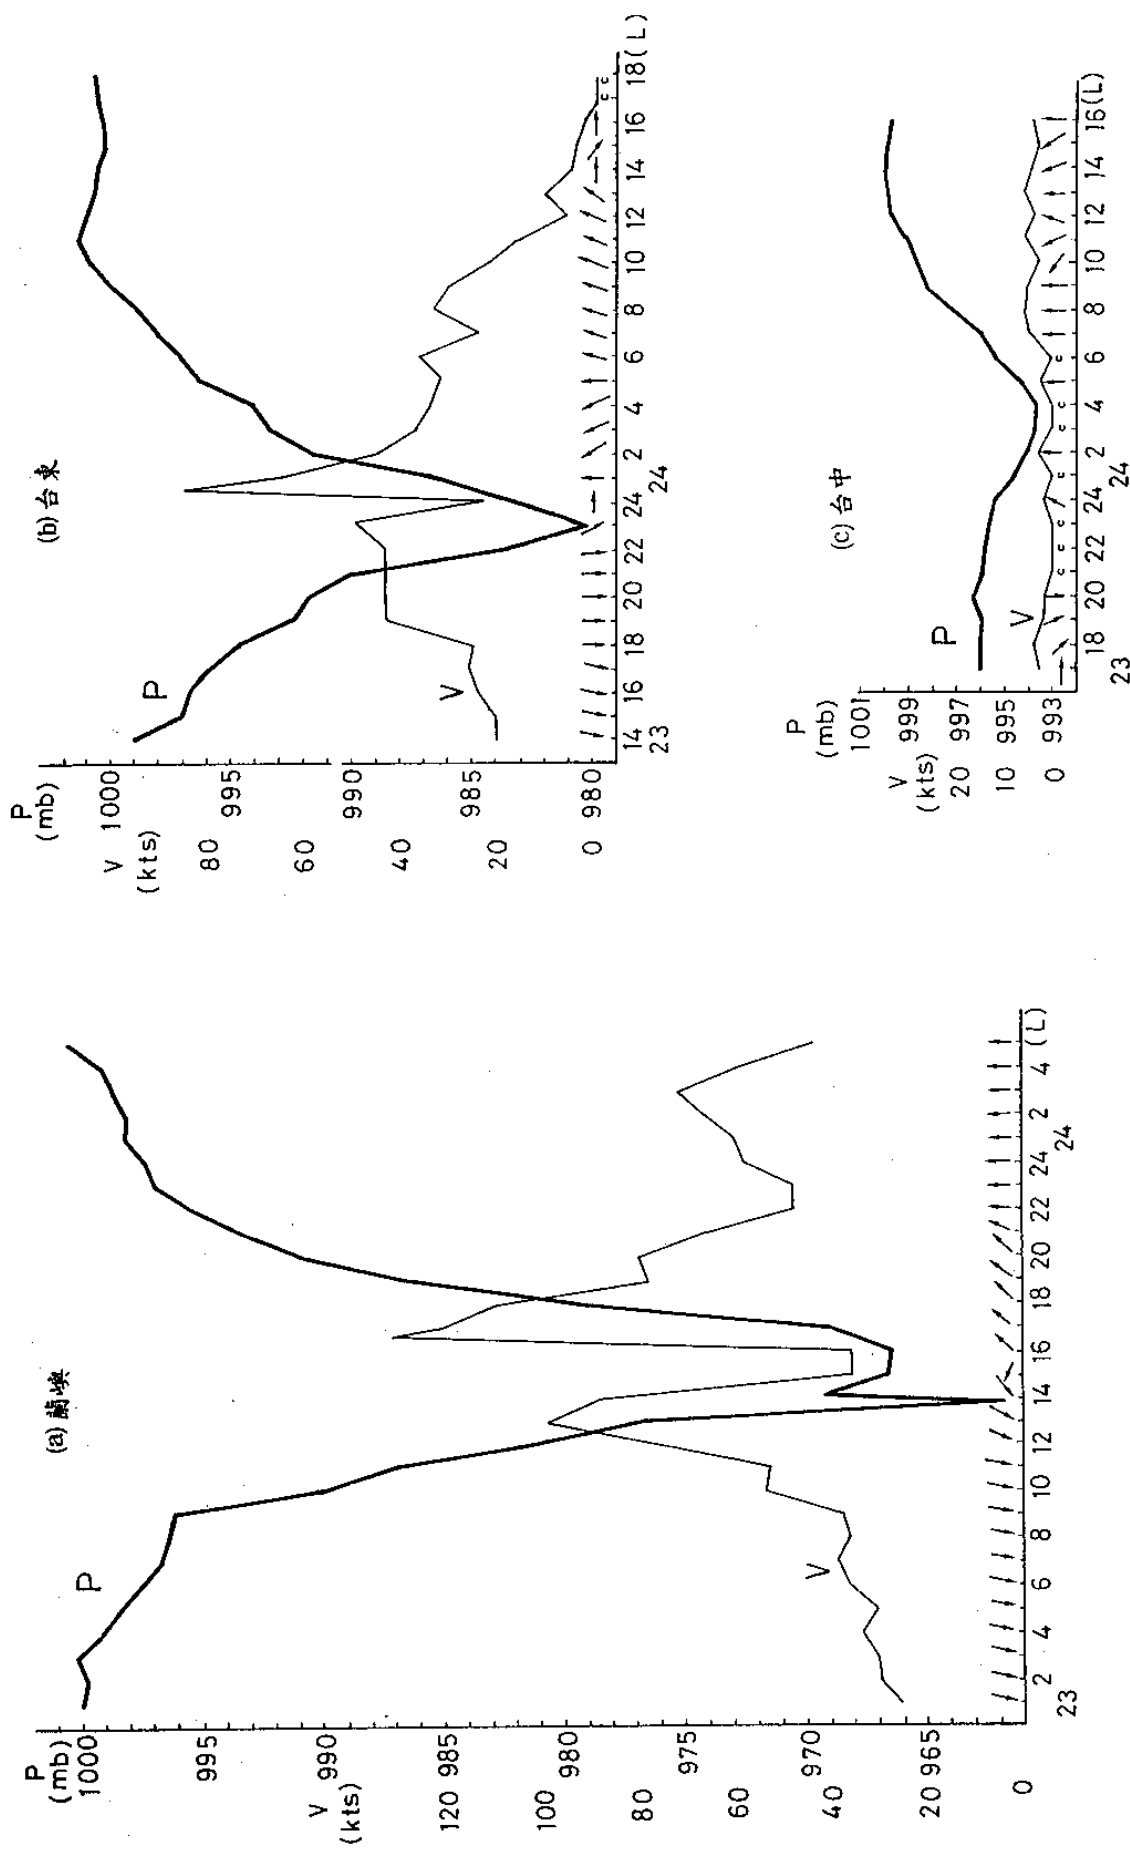 (a) 蘭嶼
P
(mb)
1000
995
990
985
980
975
970
965
V
(kts)
120
100
80
60
40
20
0
P
V
2 4 6 8 10 12 14 16 18 20 22 24 2 4 (L)
23 24
(b) 台東
P
(mb)
1000
995
990
985
980
V
(kts)
80
60
40
20
0
P
V
c c
14 16 18 20 22 24 2 4 6 8 10 12 14 16 18(L)
23 24
(c) 台中
P
(mb)
1001
999
997
995
993
V
(kts)
20
10
0
P
V
c c c c c c c
18 20 22 24 2 4 6 8 10 12 14 16(L)
23 24